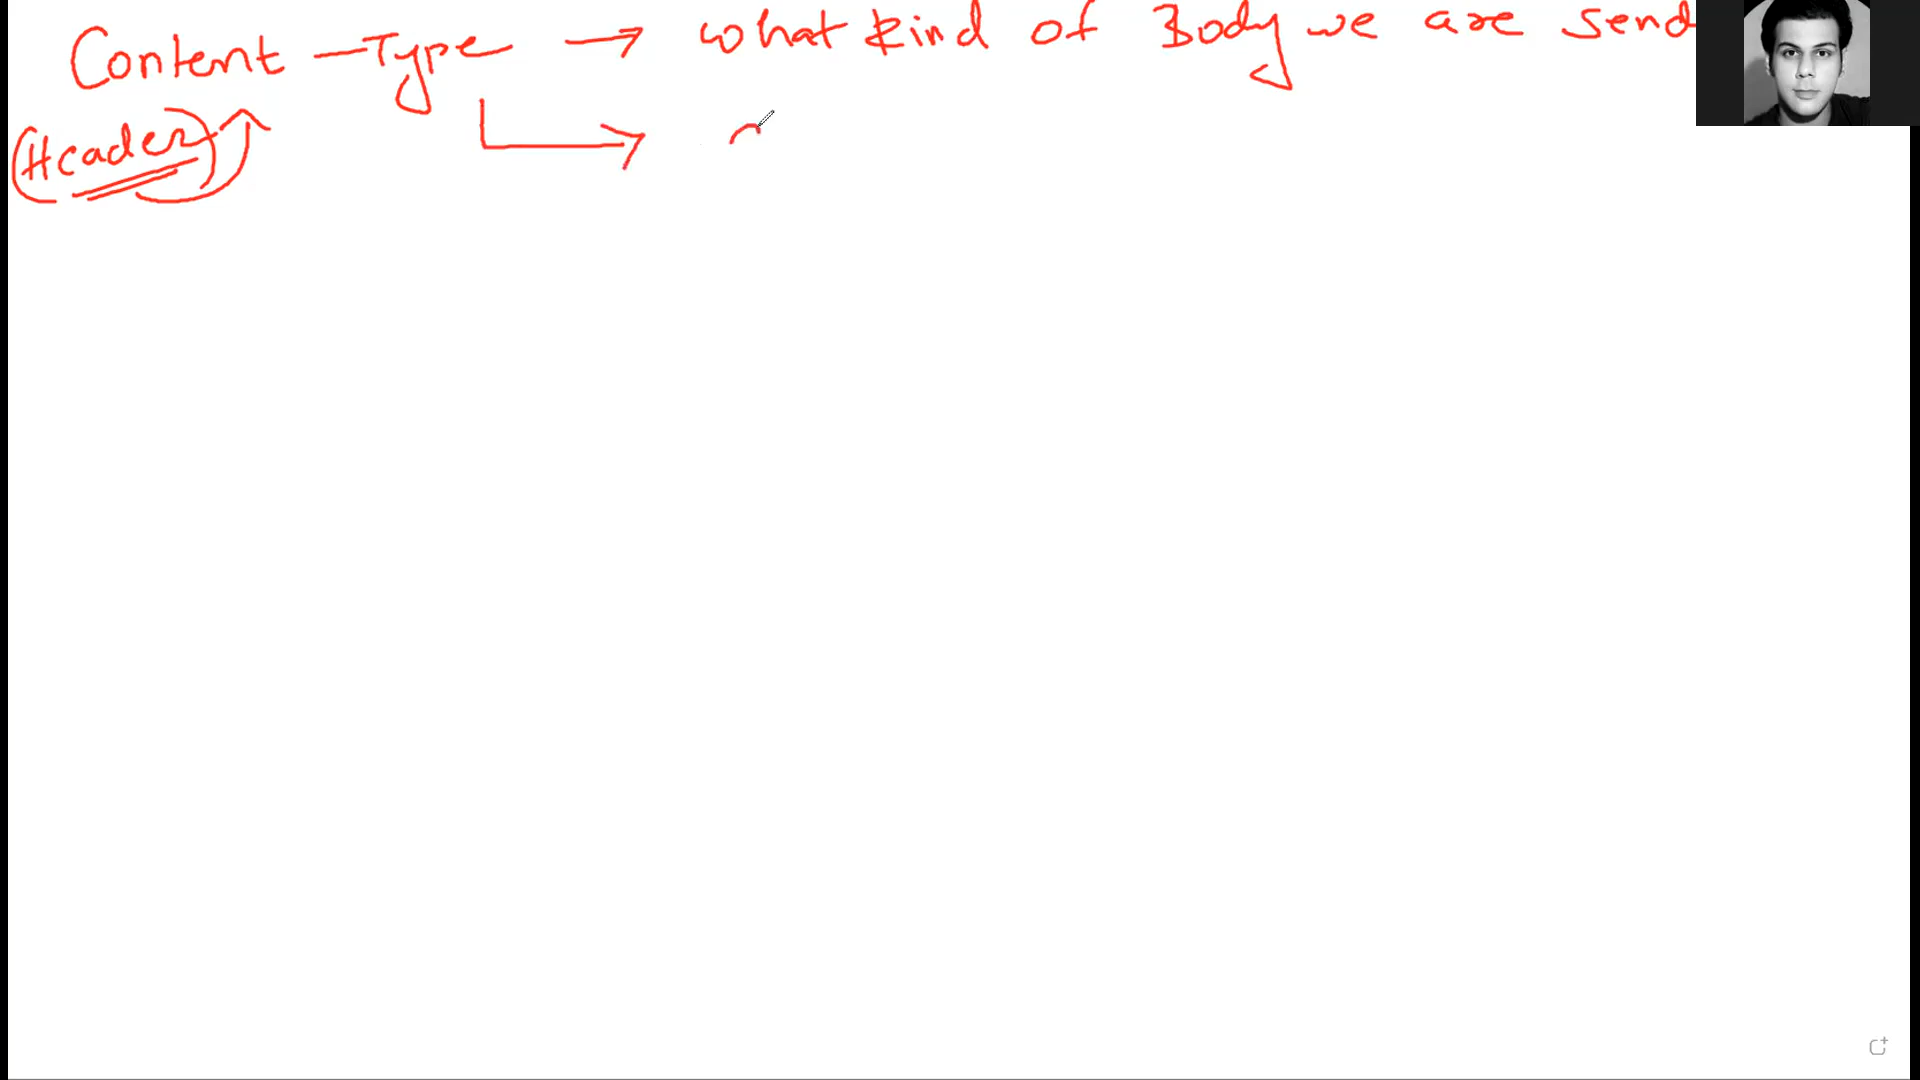 Content-Type → what kind of Body we are send
(Header)